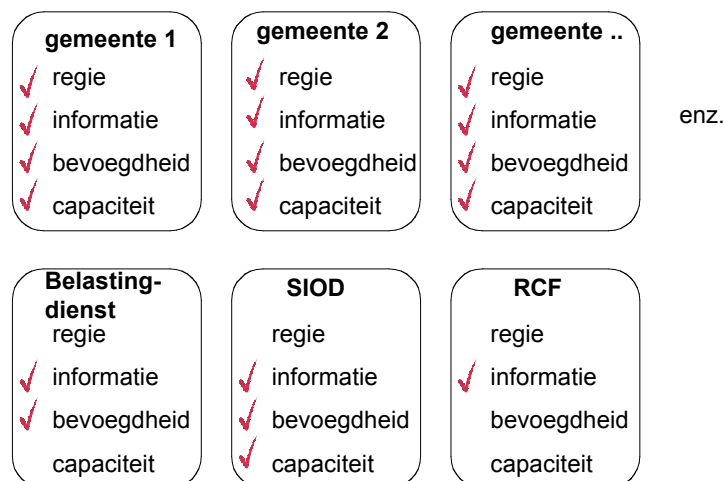 gemeente 1
regie
informatie
bevoegdheid
capaciteit
gemeente 2
regie
informatie
bevoegdheid
capaciteit
gemeente ..
regie
informatie
bevoegdheid
capaciteit
enz.
Belasting-
dienst
regie
informatie
bevoegdheid
capaciteit
SIOD
regie
informatie
bevoegdheid
capaciteit
RCF
regie
informatie
bevoegdheid
capaciteit